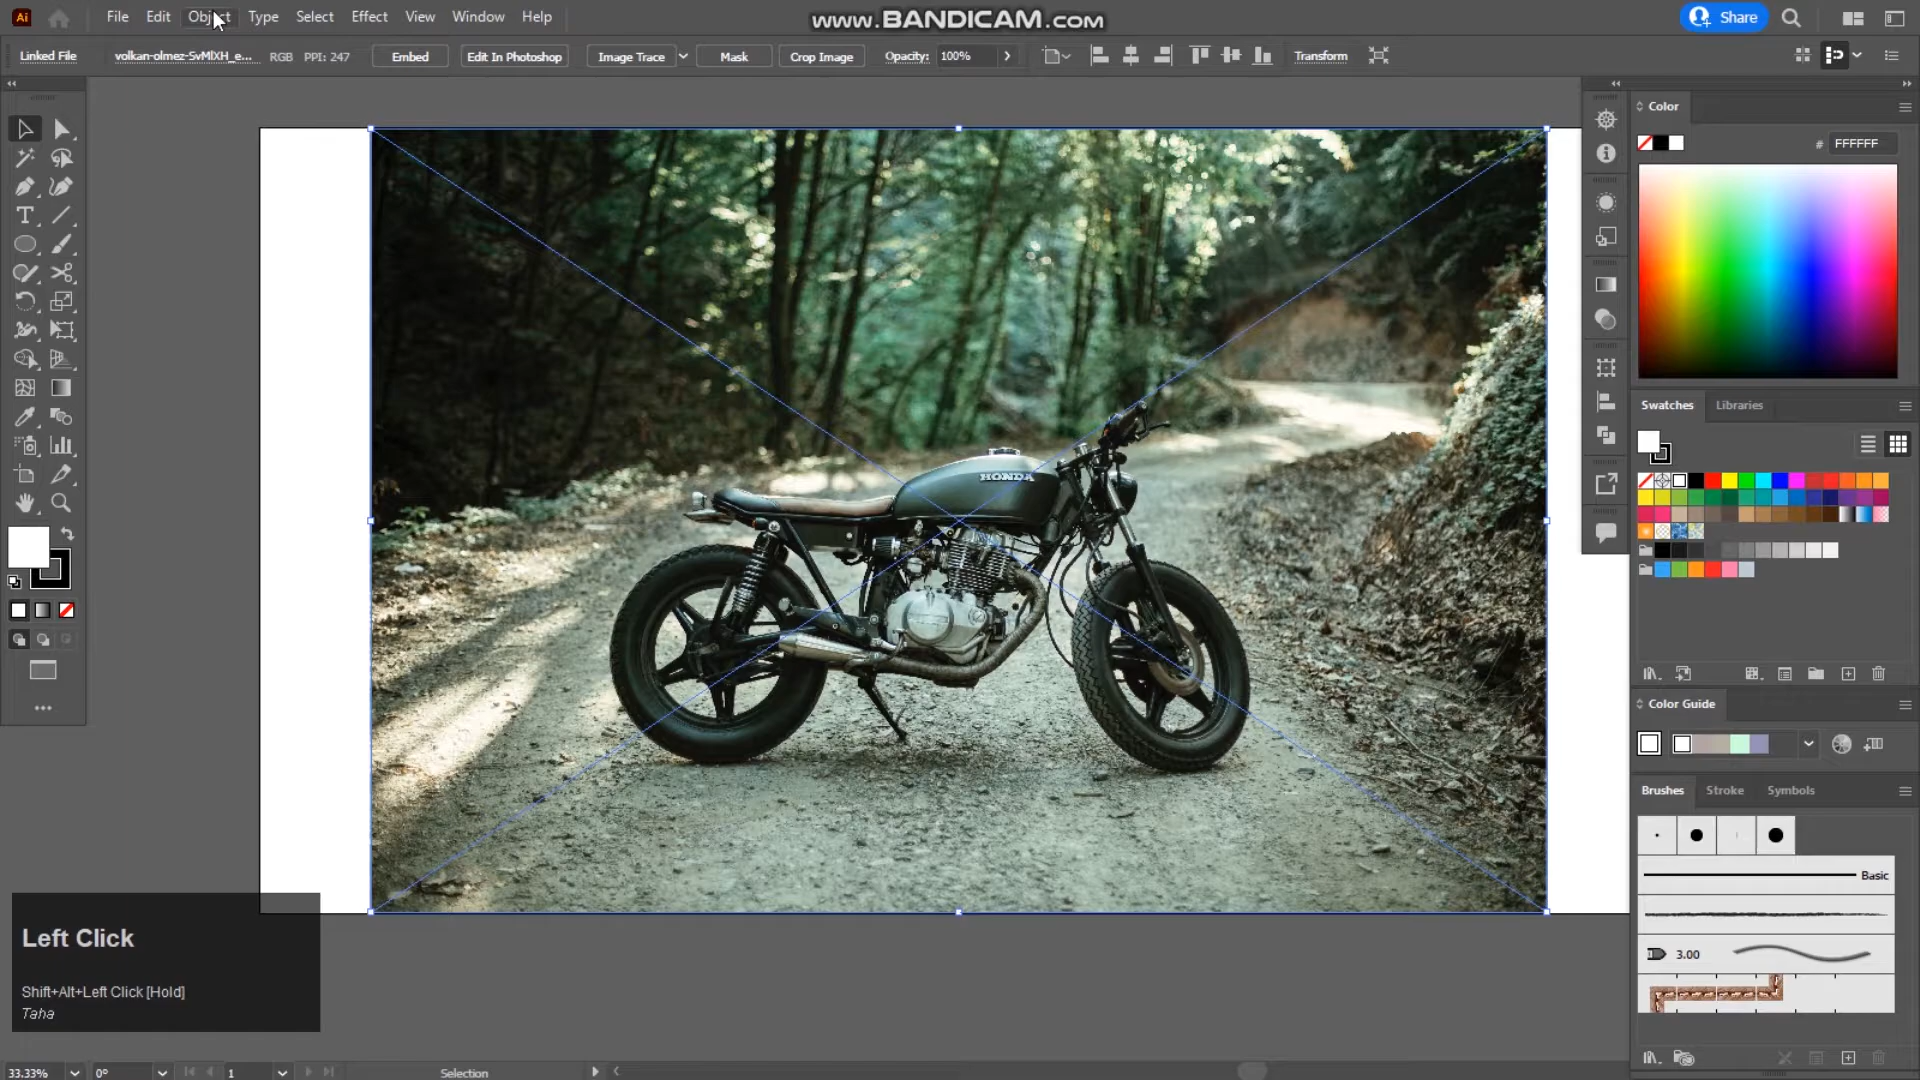 Ai File Edit Object Type Select Effect View Window Help
www.BANDICAM.com
Share
Linked File volkan-olmez-SvMlXH_e... RGB PPI: 247 Embed Edit In Photoshop Image Trace Mask Crop Image Opacity: 100% Transform
Color
# FFFFFF
HONDA
Swatches Libraries
Color Guide
Brushes Stroke Symbols
Basic
3.00
Left Click
Shift+Alt+Left Click [Hold]
Taha
33.33% 0° 1 Selection